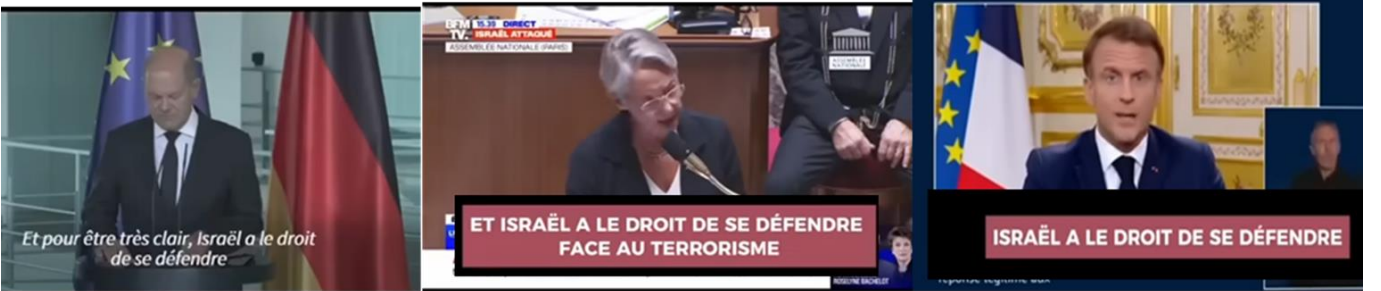 Et pour être très clair, Israël a le droit
de se défendre
BFM
TV.
15.39 DIRECT
ISRAËL ATTAQUÉ
ASSEMBLÉE NATIONALE (PARIS)
ASSEMBLÉE
NATIONALE
ET ISRAËL A LE DROIT DE SE DÉFENDRE
FACE AU TERRORISME
ROSELYNE BACHELOT
ISRAËL A LE DROIT DE SE DÉFENDRE
réponse légitime aux